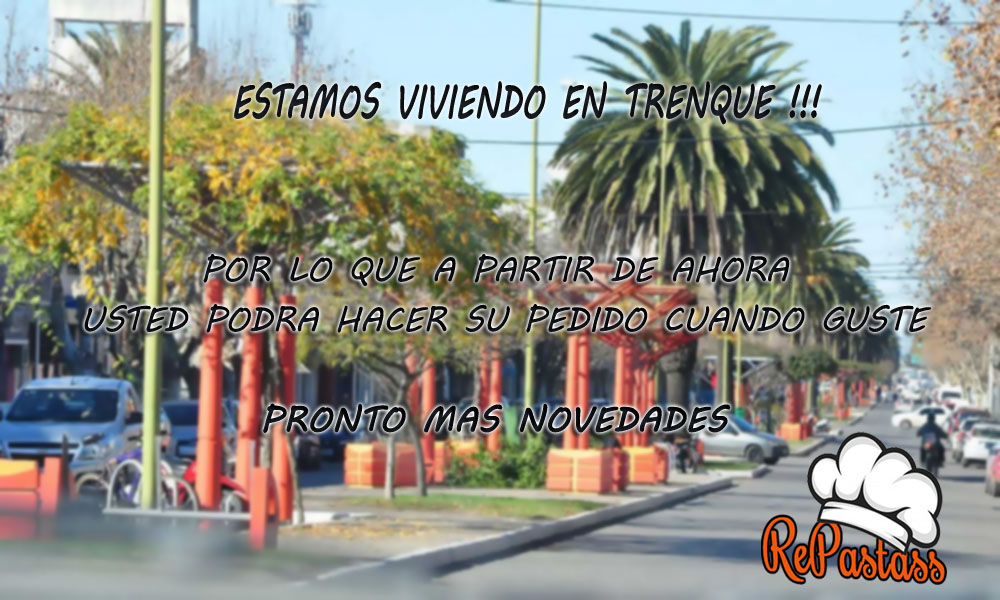 ESTAMOS VIVIENDO EN TRENQUE !!!
POR LO QUE A PARTIR DE AHORA
USTED PODRA HACER SU PEDIDO CUANDO GUSTE
PRONTO MAS NOVEDADES
RePastass